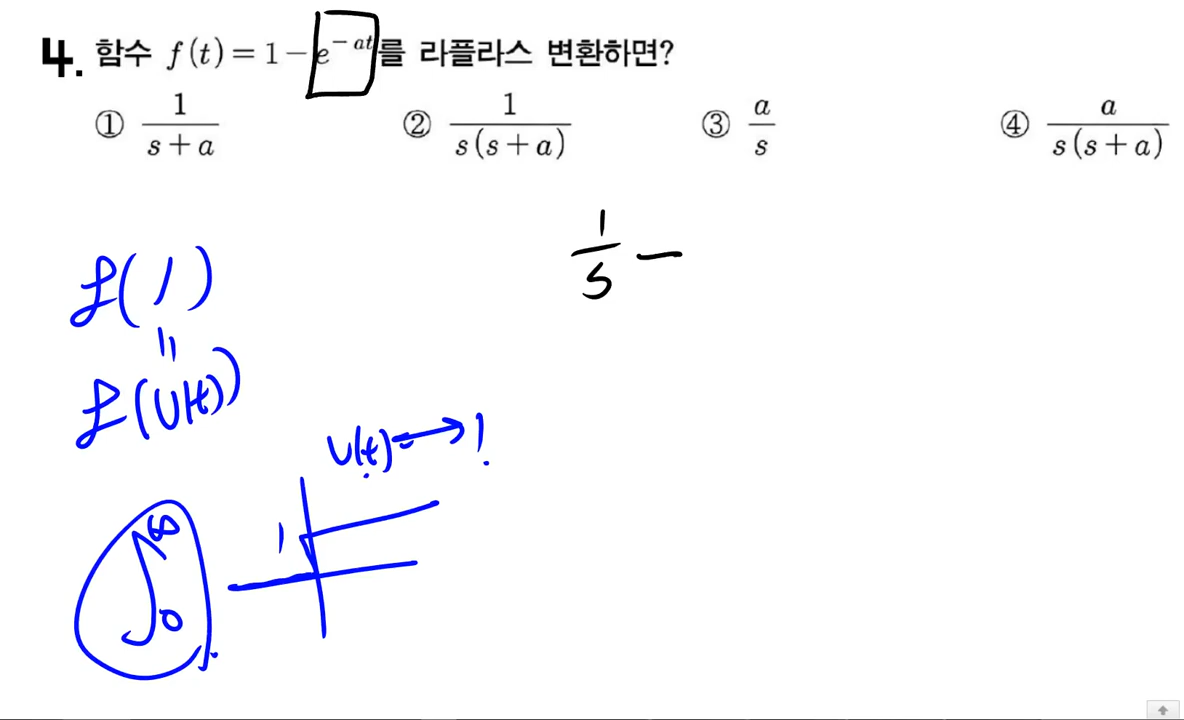 4. 함수 f(t) = 1 - e^{-at}를 라플라스 변환하면?
① 1/(s+a) ② 1/(s(s+a)) ③ a/s ④ a/(s(s+a))
1/s -
£(1)
=
£(U(t))
U(t)= → 1
1
∫₀^∞